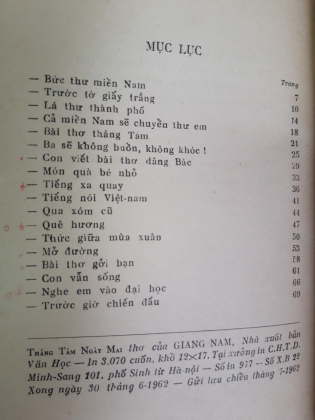 MỤC LỤC
Trang
— Bức thư miền Nam 7
— Trước tờ giấy trắng 10
— Lá thư thành phố 14
— Cả miền Nam sẽ chuyền thư em 18
— Bài thơ tháng Tám 21
— Ba sẽ không buồn, không khóc ! 25
— Con viết bài thơ dâng Bác 29
— Món quà bé nhỏ 33
— Tiếng xa quay 36
— Tiếng nói Việt-nam 41
— Qua xóm cũ 44
— Quê hương 47
— Thức giữa mùa xuân 50
— Mở đường 53
— Bài thơ gởi bạn 58
— Con vẫn sống 61
— Nghe em vào đại học 66
— Trước giờ chiến đấu 69
THÁNG TÁM NGÀY MAI thơ của GIANG NAM, Nhà xuất bản
Văn Học — In 3.070 cuốn, khổ 12×17. Tại xưởng in C.H.T.D.
Minh-Sang 101, phố Sinh từ Hà-nội — Số in 977 — Số X.B 22
Xong ngày 30 tháng 6-1962 — Gửi lưu chiểu tháng 7-1962